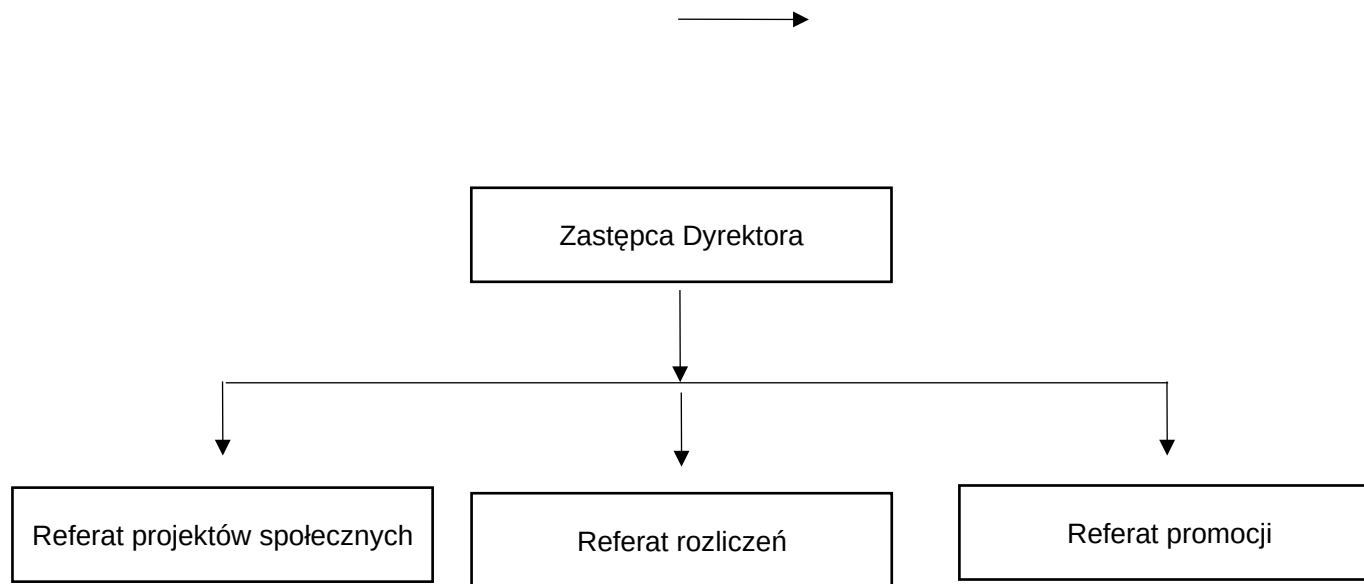 Zastępca Dyrektora
Referat projektów społecznych
Referat rozliczeń
Referat promocji